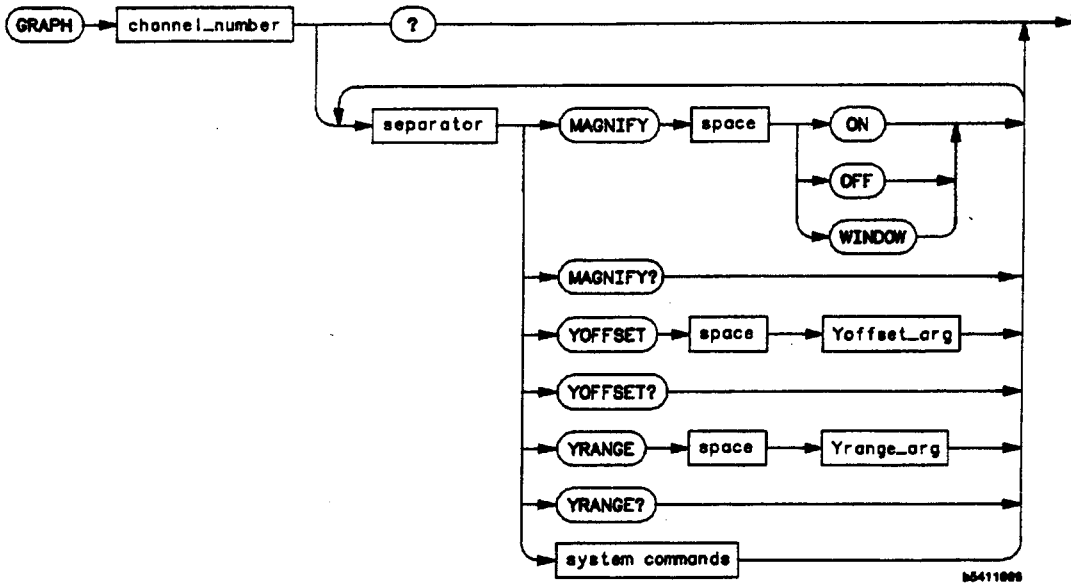 GRAPH channel_number ?
separator MAGNIFY space ON
OFF
WINDOW
MAGNIFY?
YOFFSET space Yoffset_arg
YOFFSET?
YRANGE space Yrange_arg
YRANGE?
system commands